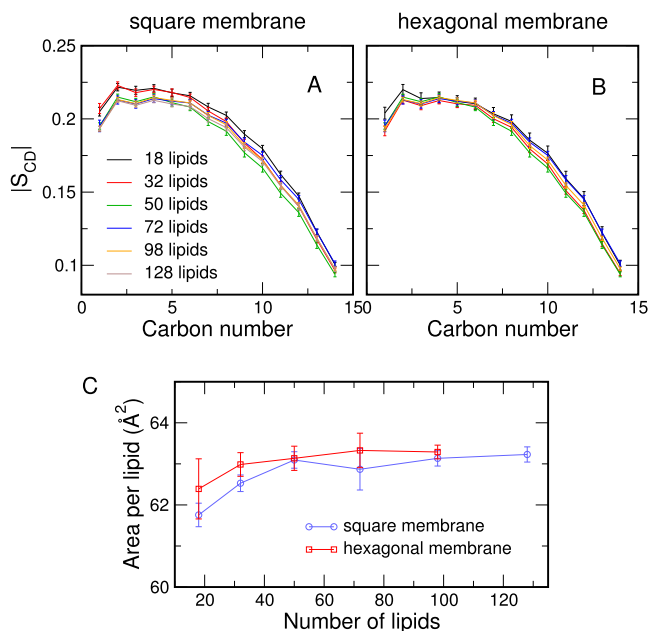 square membrane
hexagonal membrane
0.25
A
B
0.2
|S_CD|
0.15
18 lipids
32 lipids
50 lipids
72 lipids
98 lipids
128 lipids
0.1
0 5 10 150 5 10 15
Carbon number
Carbon number
C
64
Area per lipid (Å²)
62
square membrane
hexagonal membrane
60
20 40 60 80 100 120
Number of lipids